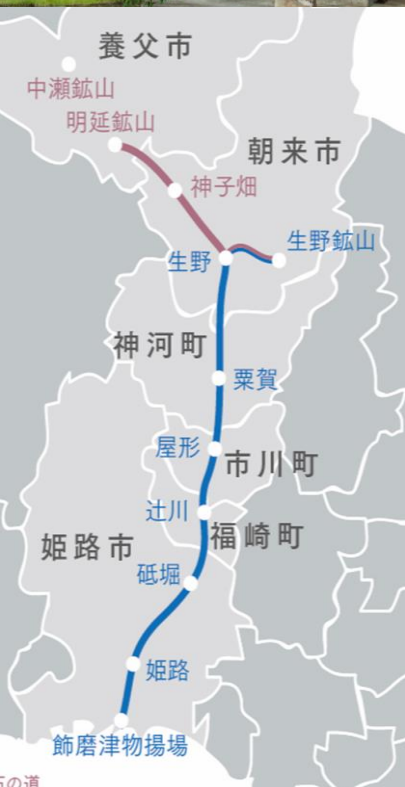 養父市
中瀬鉱山
明延鉱山
朝来市
神子畑
生野鉱山
生野
神河町
粟賀
屋形
市川町
辻川
福崎町
姫路市
砥堀
姫路
飾磨津物揚場
の道